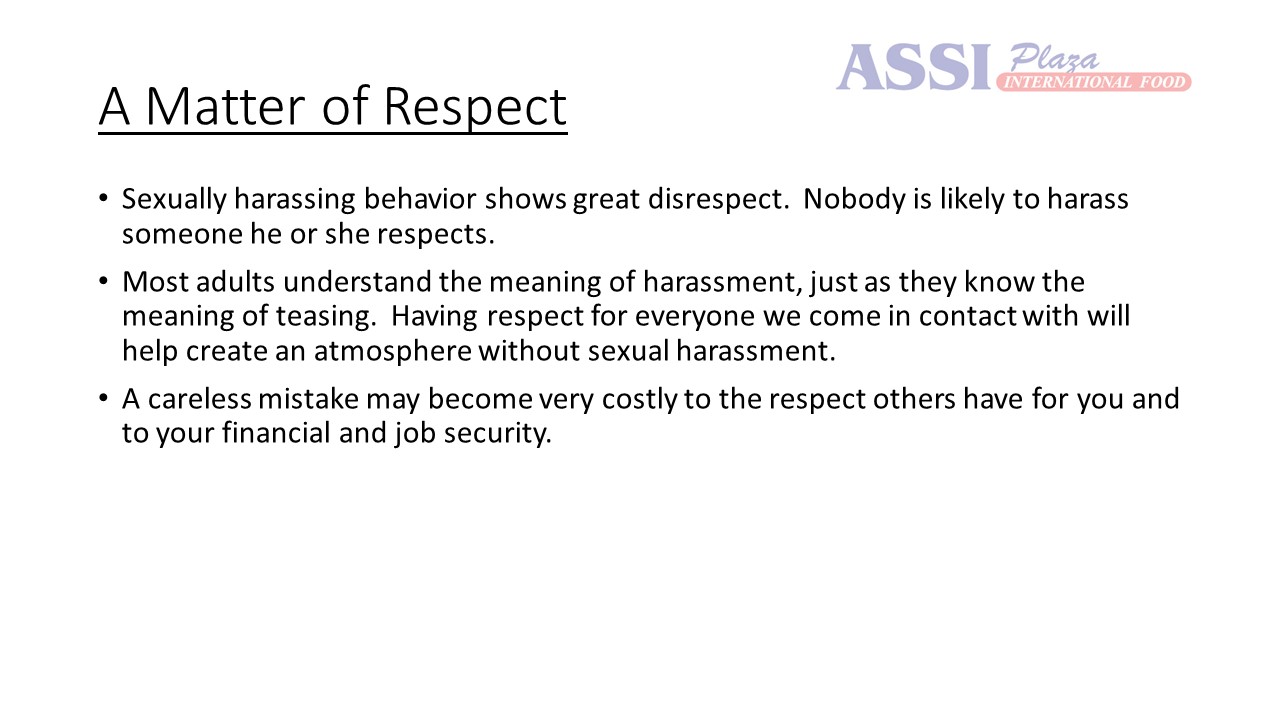 ASSI Plaza
INTERNATIONAL FOOD
A Matter of Respect
• Sexually harassing behavior shows great disrespect.  Nobody is likely to harass
someone he or she respects.
• Most adults understand the meaning of harassment, just as they know the
meaning of teasing.  Having respect for everyone we come in contact with will
help create an atmosphere without sexual harassment.
• A careless mistake may become very costly to the respect others have for you and
to your financial and job security.